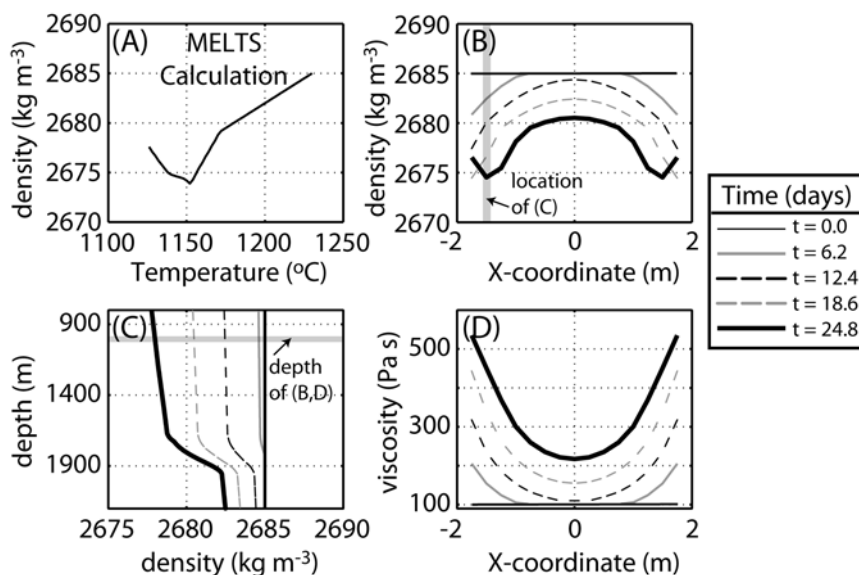 (A)
MELTS
Calculation
density (kg m-3)
2690
2685
2680
2675
2670
1100
1150
1200
1250
Temperature (ºC)
(B)
density (kg m-3)
2690
2685
2680
2675
2670
location
of (C)
-2
0
2
X-coordinate (m)
Time (days)
t = 0.0
t = 6.2
t = 12.4
t = 18.6
t = 24.8
(C)
depth (m)
900
1400
1900
depth
of (B,D)
2675
2680
2685
2690
density (kg m-3)
(D)
viscosity (Pa s)
500
300
100
-2
0
2
X-coordinate (m)